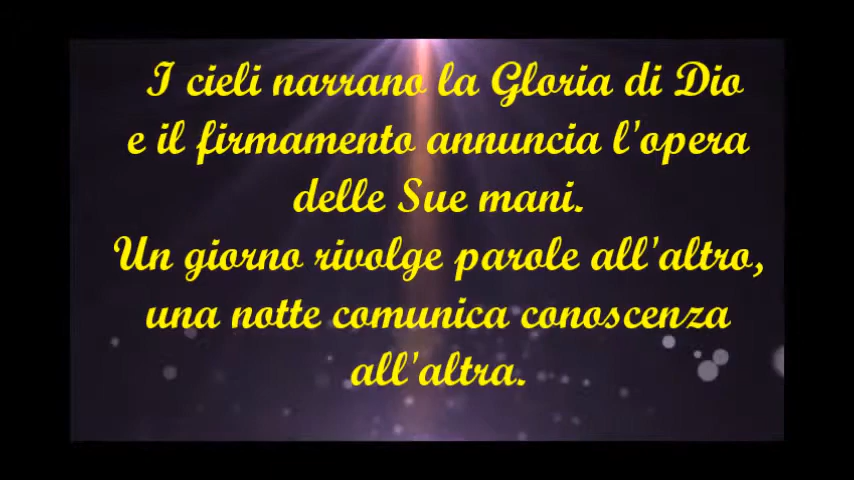 I cieli narrano la Gloria di Dio
e il firmamento annuncia l'opera
delle Sue mani.
Un giorno rivolge parole all'altro,
una notte comunica conoscenza
all'altra.